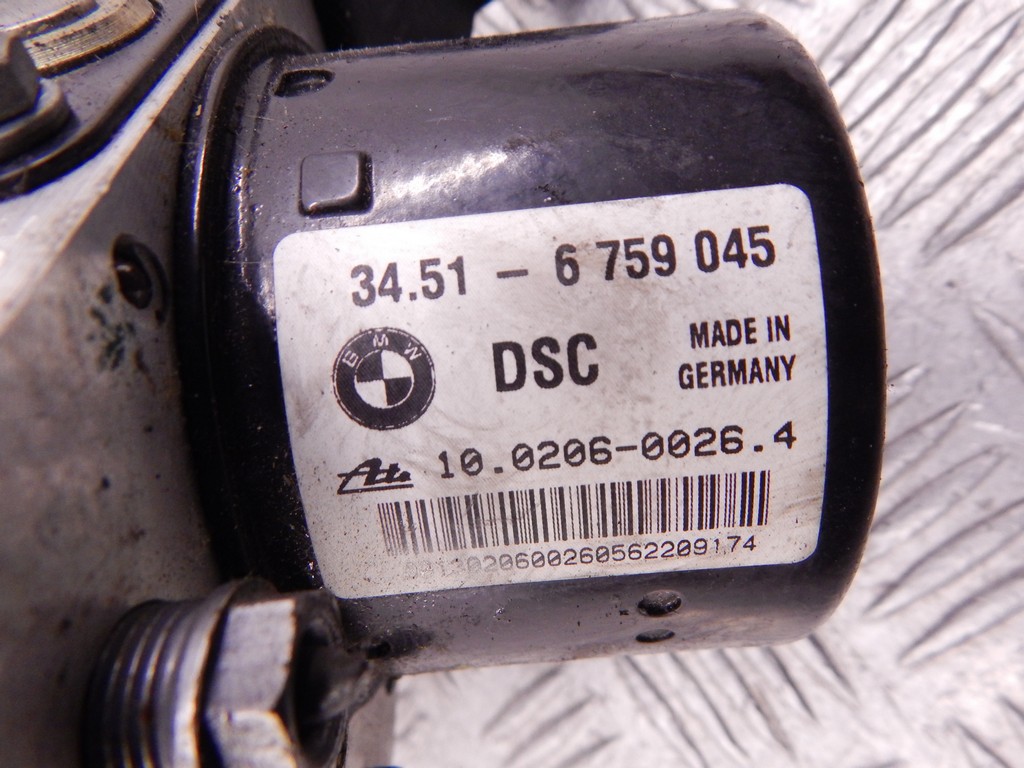 34.51 - 6 759 045
BMW
DSC
MADE IN
GERMANY
Ate 10.0206-0026.4